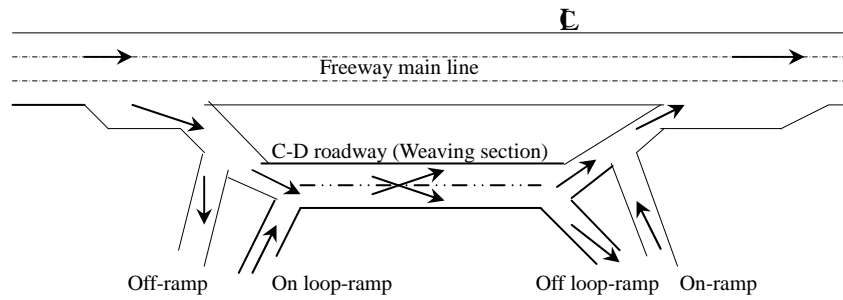 ℄
Freeway main line
C-D roadway (Weaving section)
Off-ramp On loop-ramp Off loop-ramp On-ramp